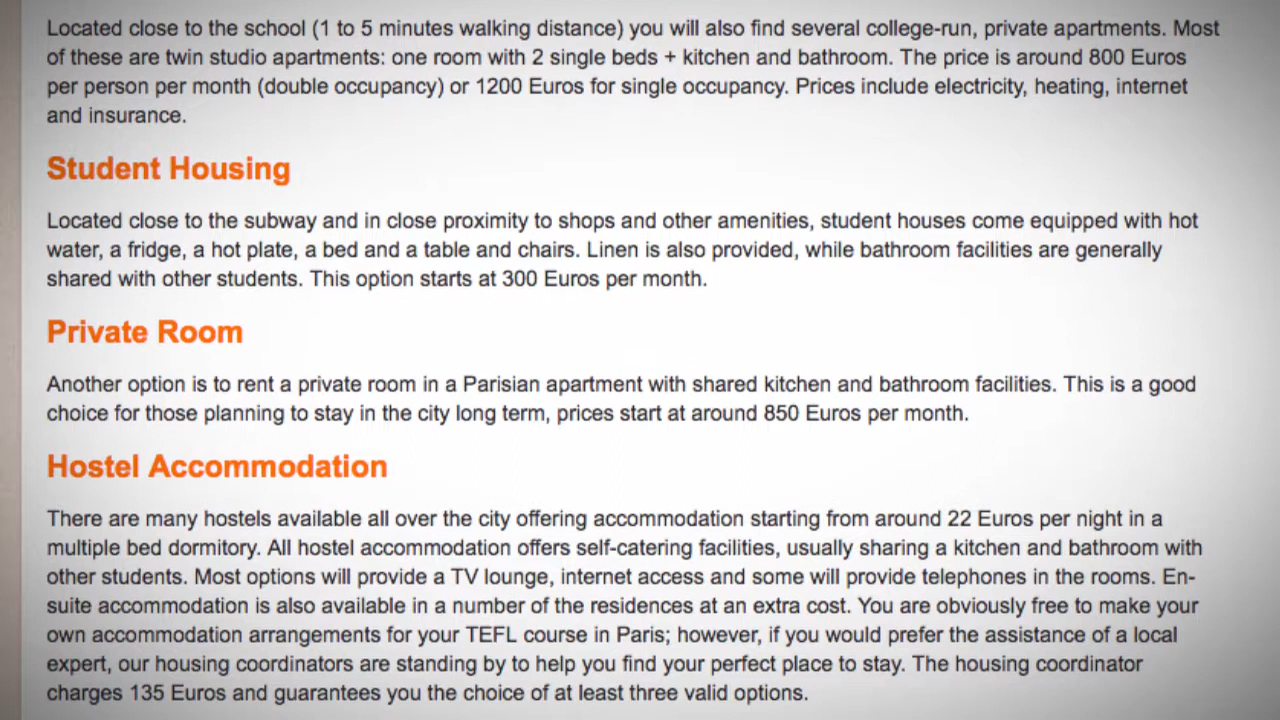 Located close to the school (1 to 5 minutes walking distance) you will also find several college-run, private apartments. Most
of these are twin studio apartments: one room with 2 single beds + kitchen and bathroom. The price is around 800 Euros
per person per month (double occupancy) or 1200 Euros for single occupancy. Prices include electricity, heating, internet
and insurance.
Student Housing
Located close to the subway and in close proximity to shops and other amenities, student houses come equipped with hot
water, a fridge, a hot plate, a bed and a table and chairs. Linen is also provided, while bathroom facilities are generally
shared with other students. This option starts at 300 Euros per month.
Private Room
Another option is to rent a private room in a Parisian apartment with shared kitchen and bathroom facilities. This is a good
choice for those planning to stay in the city long term, prices start at around 850 Euros per month.
Hostel Accommodation
There are many hostels available all over the city offering accommodation starting from around 22 Euros per night in a
multiple bed dormitory. All hostel accommodation offers self-catering facilities, usually sharing a kitchen and bathroom with
other students. Most options will provide a TV lounge, internet access and some will provide telephones in the rooms. En-
suite accommodation is also available in a number of the residences at an extra cost. You are obviously free to make your
own accommodation arrangements for your TEFL course in Paris; however, if you would prefer the assistance of a local
expert, our housing coordinators are standing by to help you find your perfect place to stay. The housing coordinator
charges 135 Euros and guarantees you the choice of at least three valid options.